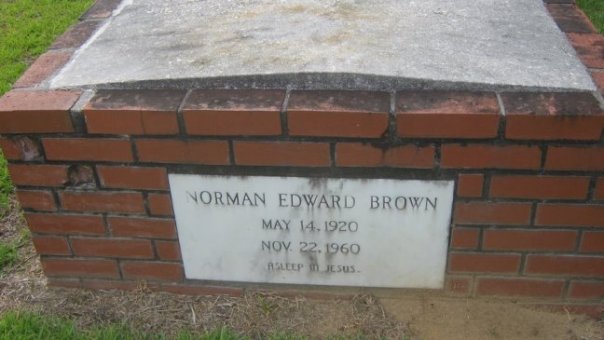 NORMAN EDWARD BROWN
MAY 14, 1920
NOV. 22, 1960
ASLEEP IN JESUS